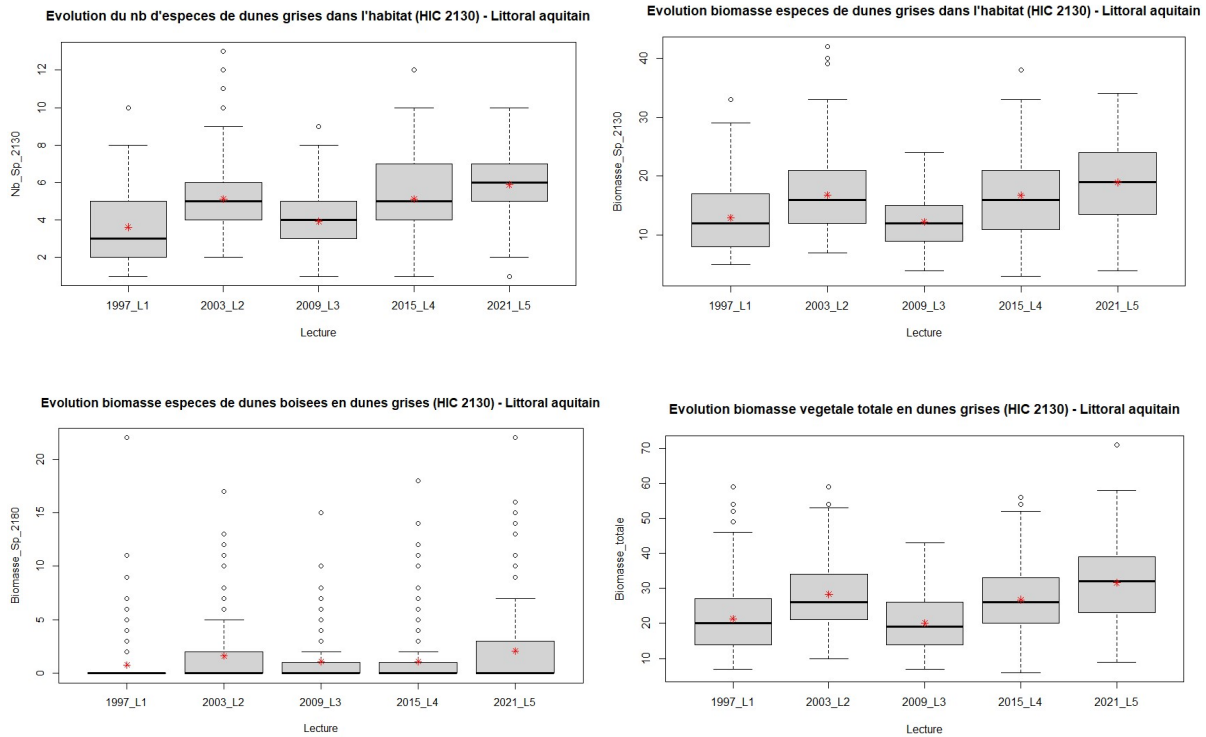 Evolution du nb d'especes de dunes grises dans l'habitat (HIC 2130) - Littoral aquitain
Nb_Sp_2130
12
10
8
6
4
2
1997_L1 2003_L2 2009_L3 2015_L4 2021_L5
Lecture
Evolution biomasse especes de dunes grises dans l'habitat (HIC 2130) - Littoral aquitain
Biomasse_Sp_2130
40
30
20
10
1997_L1 2003_L2 2009_L3 2015_L4 2021_L5
Lecture
Evolution biomasse especes de dunes boisees en dunes grises (HIC 2130) - Littoral aquitain
Biomasse_Sp_2180
20
15
10
5
0
1997_L1 2003_L2 2009_L3 2015_L4 2021_L5
Lecture
Evolution biomasse vegetale totale en dunes grises (HIC 2130) - Littoral aquitain
Biomasse_totale
70
60
50
40
30
20
10
1997_L1 2003_L2 2009_L3 2015_L4 2021_L5
Lecture